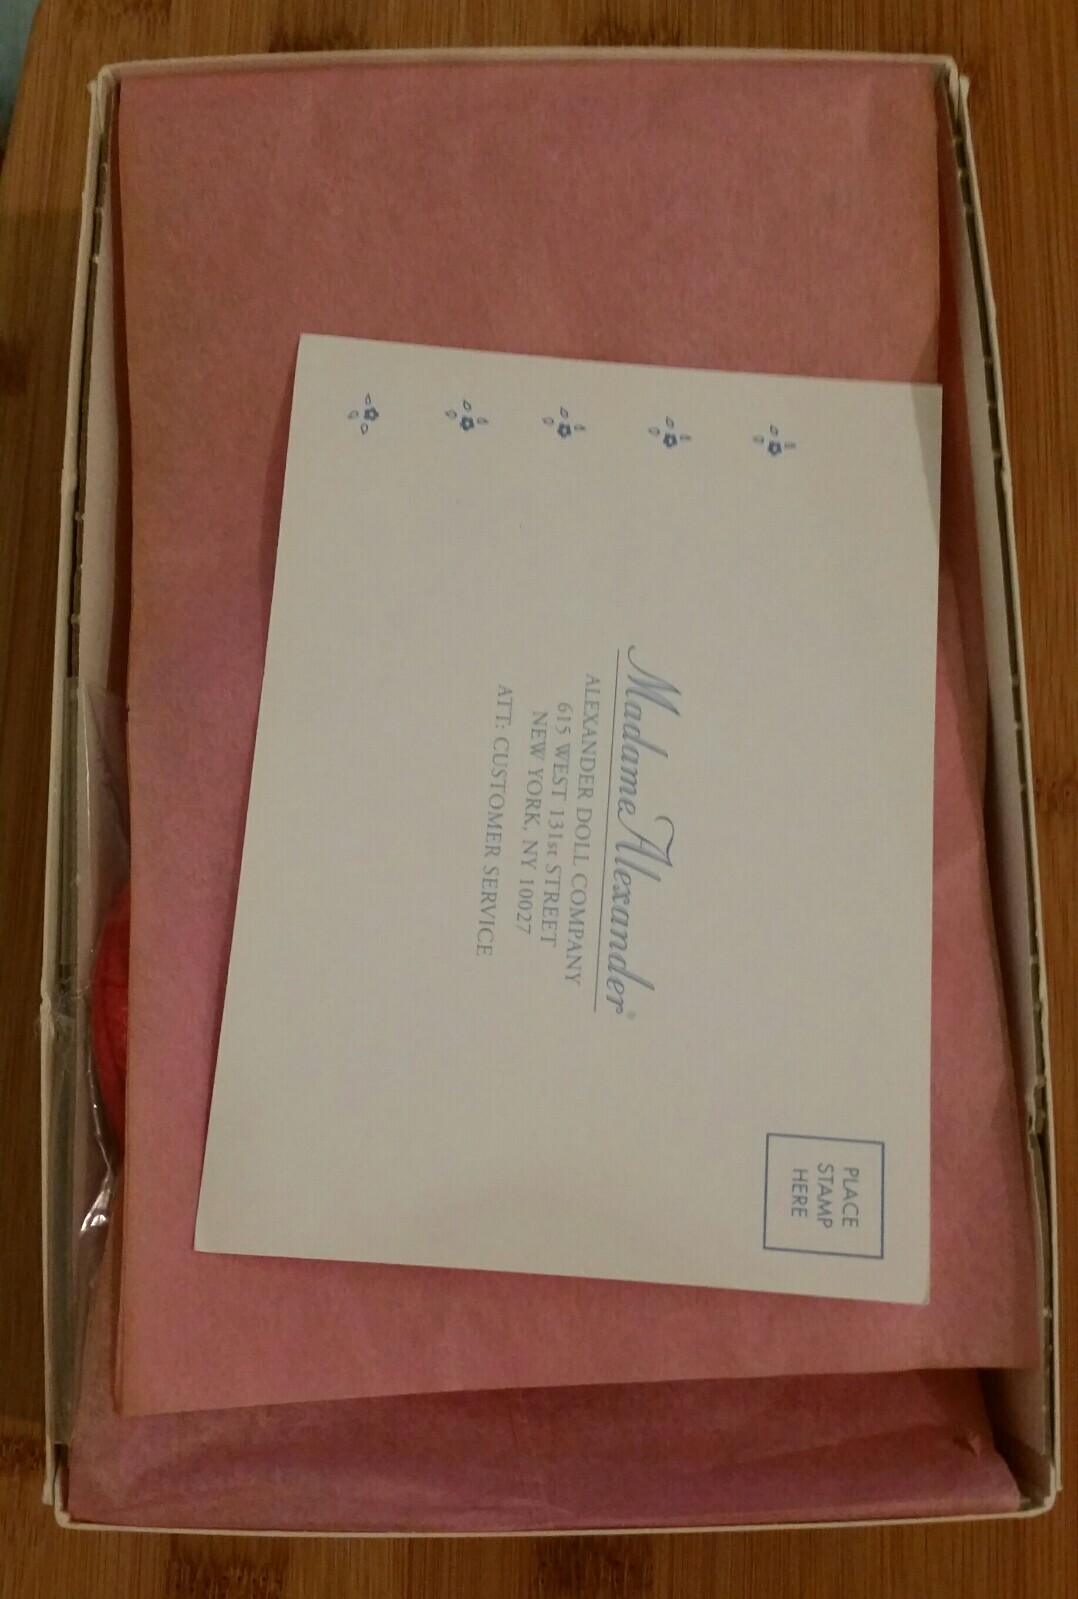 PLACE
STAMP
HERE
Madame Alexander®
ALEXANDER DOLL COMPANY
615 WEST 131st STREET
NEW YORK, NY 10027
ATT: CUSTOMER SERVICE